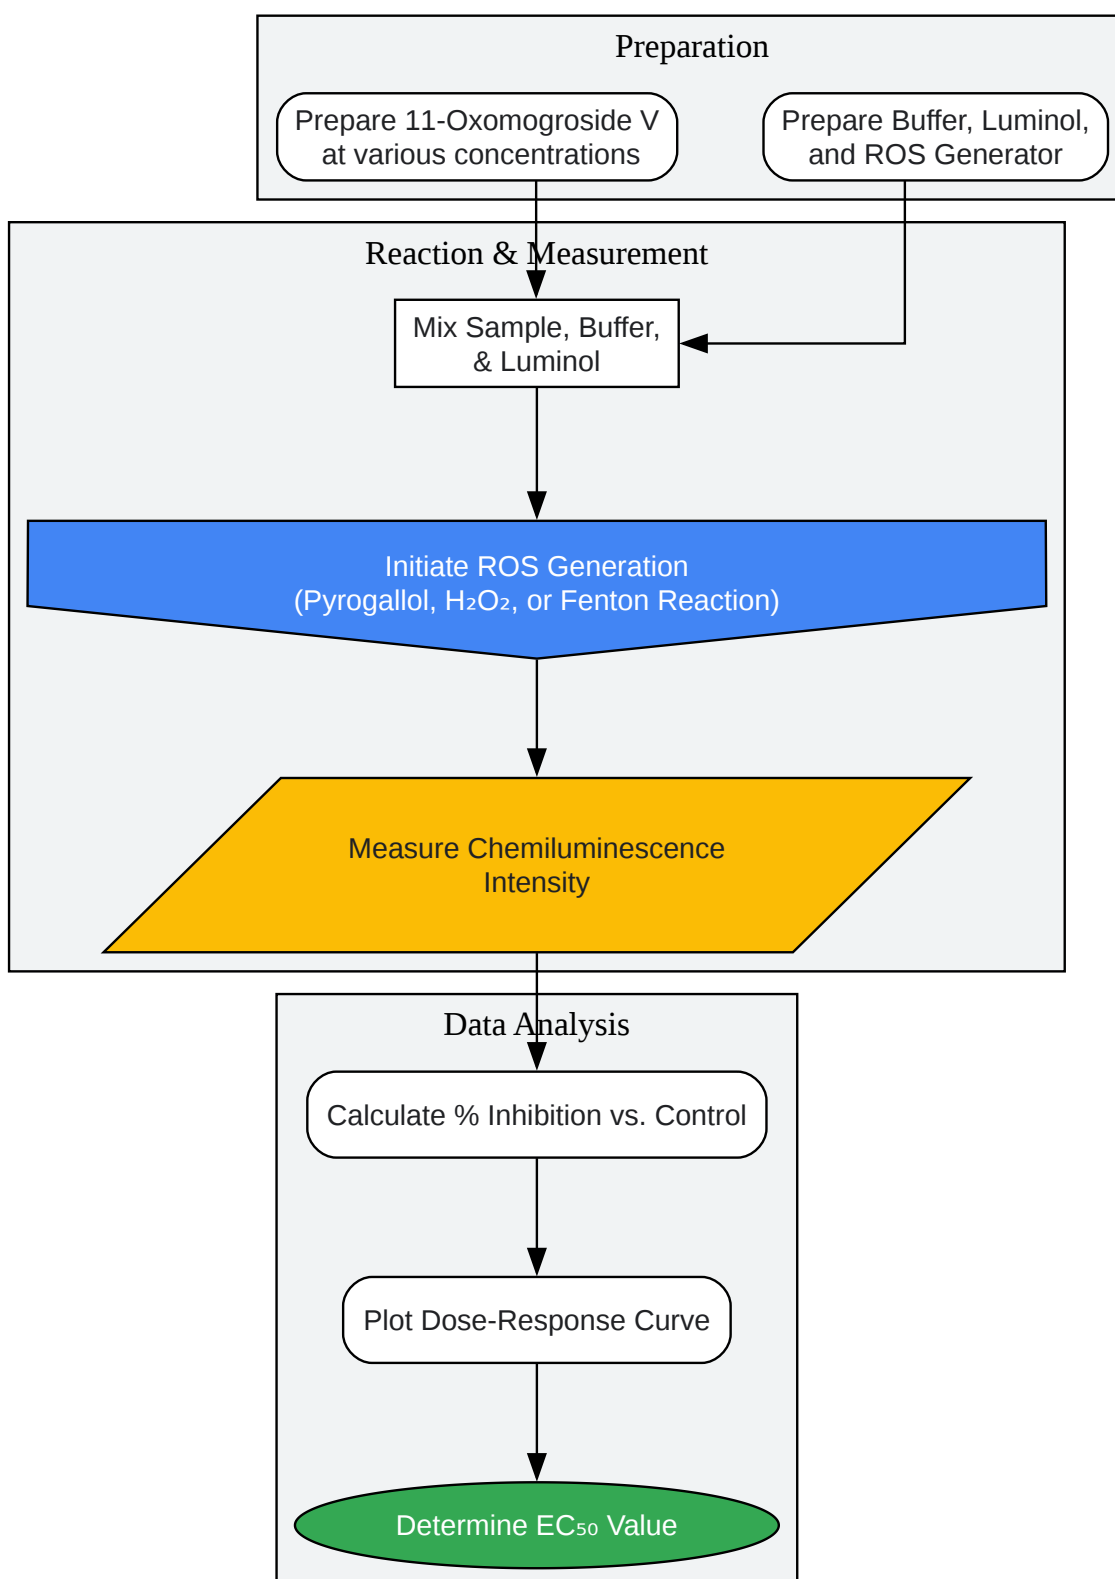 Preparation
Prepare 11-Oxomogroside V
at various concentrations
Prepare Buffer, Luminol,
and ROS Generator
Reaction & Measurement
Mix Sample, Buffer,
& Luminol
Initiate ROS Generation
(Pyrogallol, H₂O₂, or Fenton Reaction)
Measure Chemiluminescence
Intensity
Data Analysis
Calculate % Inhibition vs. Control
Plot Dose-Response Curve
Determine EC₅₀ Value